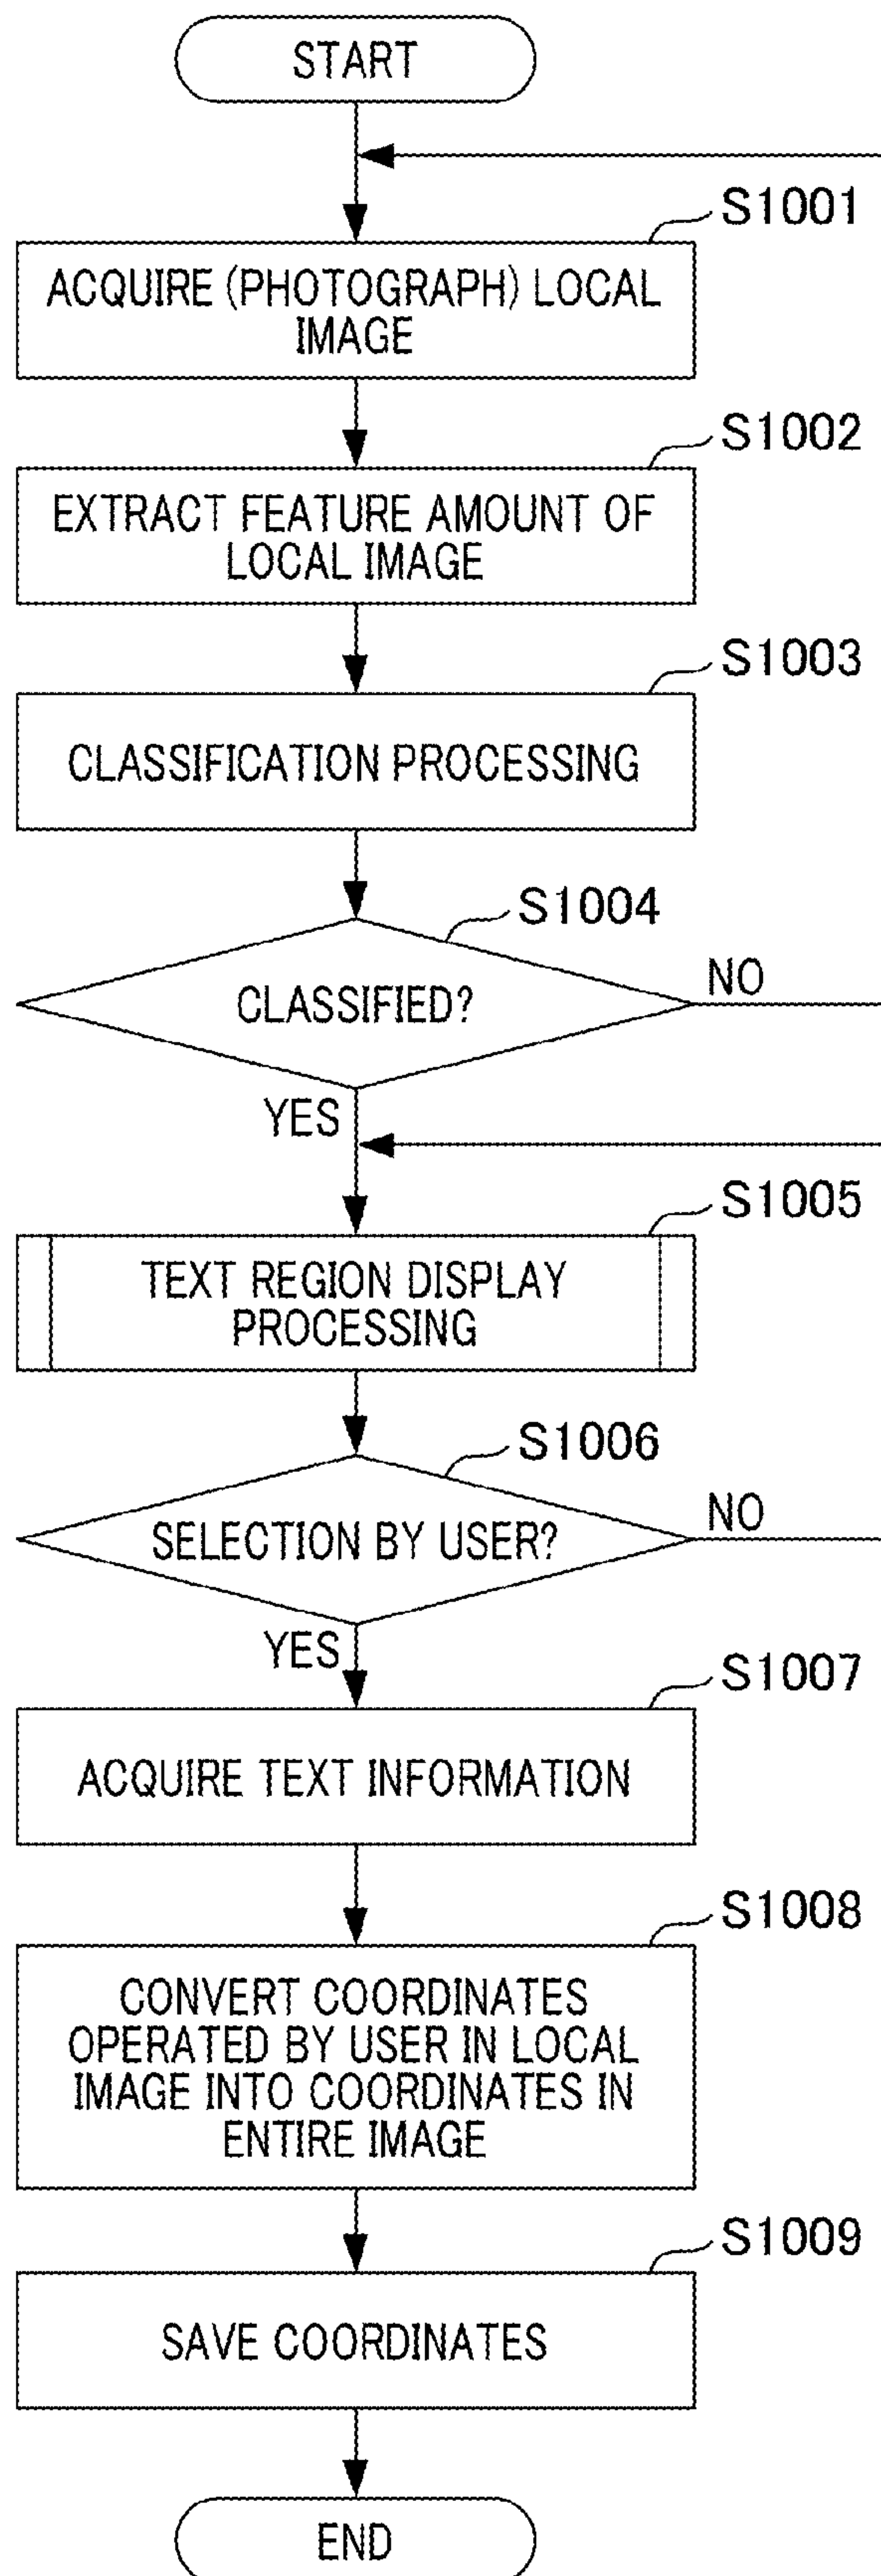 START
S1001
ACQUIRE (PHOTOGRAPH) LOCAL
IMAGE
S1002
EXTRACT FEATURE AMOUNT OF
LOCAL IMAGE
S1003
CLASSIFICATION PROCESSING
S1004
CLASSIFIED?
NO
YES
S1005
TEXT REGION DISPLAY
PROCESSING
S1006
SELECTION BY USER?
NO
YES
S1007
ACQUIRE TEXT INFORMATION
S1008
CONVERT COORDINATES
OPERATED BY USER IN LOCAL
IMAGE INTO COORDINATES IN
ENTIRE IMAGE
S1009
SAVE COORDINATES
END